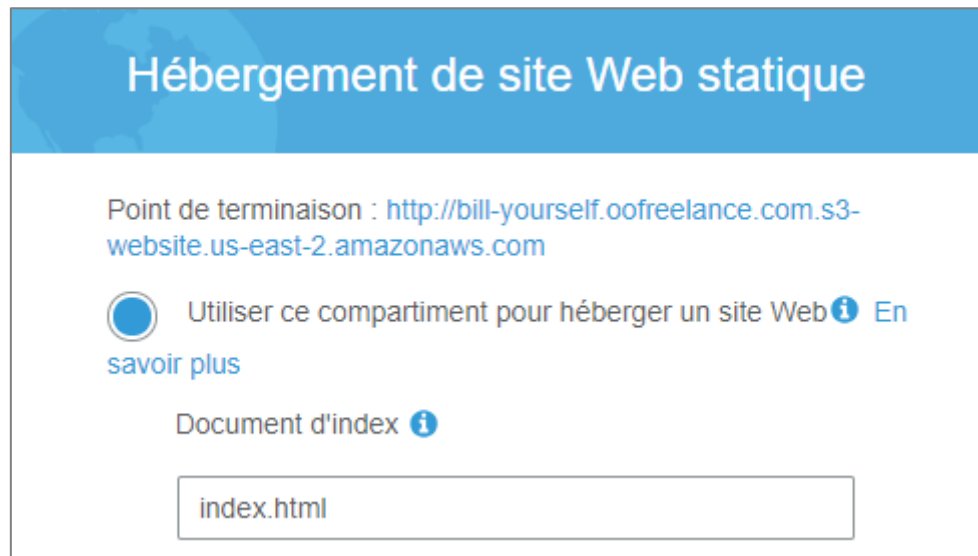 Hébergement de site Web statique
Point de terminaison : http://bill-yourself.oofreelance.com.s3-
website.us-east-2.amazonaws.com
Utiliser ce compartiment pour héberger un site Web En
savoir plus
Document d'index
index.html